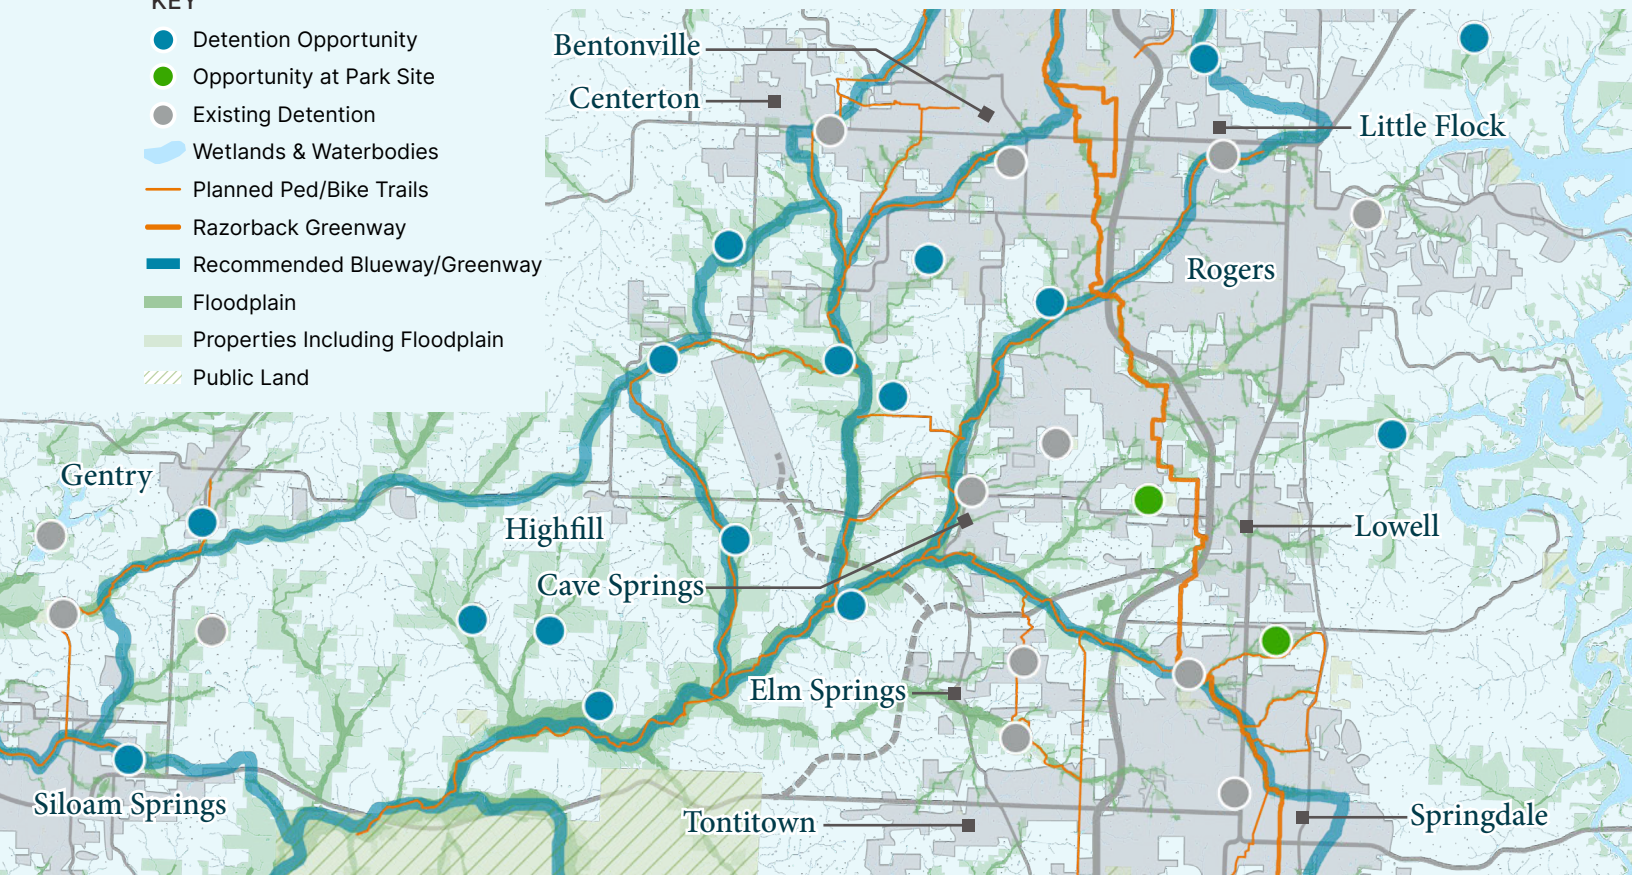 KEY
Detention Opportunity
Opportunity at Park Site
Existing Detention
Wetlands & Waterbodies
Planned Ped/Bike Trails
Razorback Greenway
Recommended Blueway/Greenway
Floodplain
Properties Including Floodplain
Public Land
Bentonville
Centerton
Little Flock
Rogers
Gentry
Highfill
Lowell
Cave Springs
Elm Springs
Siloam Springs
Tontitown
Springdale